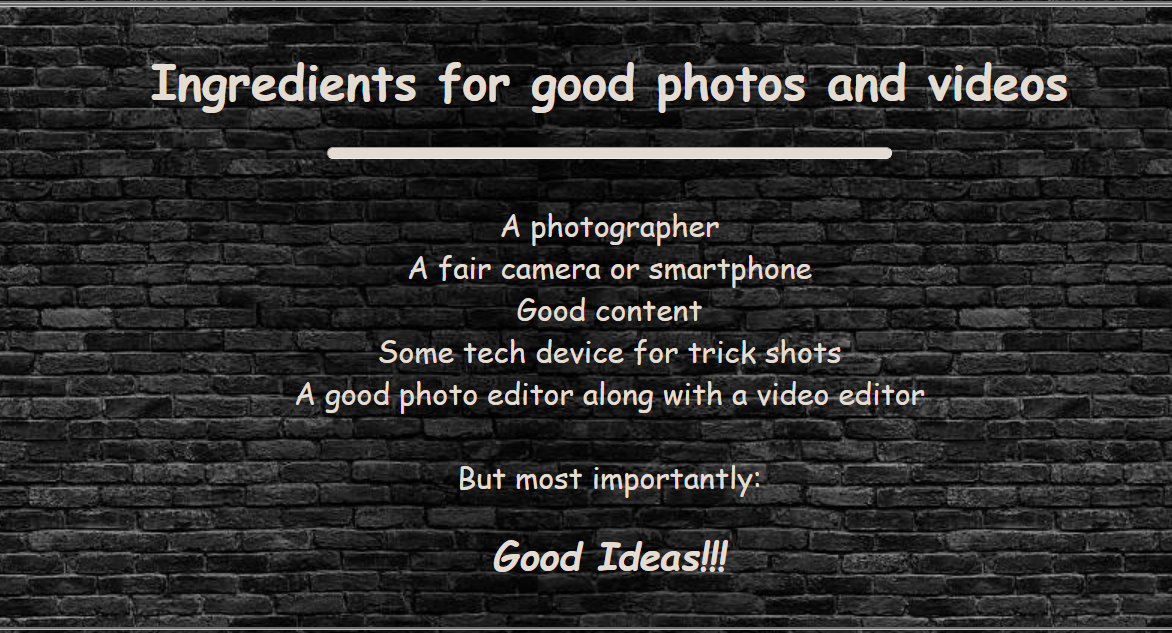 Ingredients for good photos and videos
A photographer
A fair camera or smartphone
Good content
Some tech device for trick shots
A good photo editor along with a video editor
But most importantly:
Good Ideas!!!